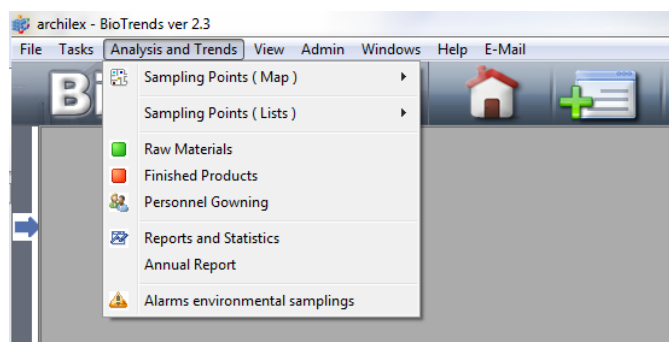 archilex - BioTrends ver 2.3
File Tasks Analysis and Trends View Admin Windows Help E-Mail
Bi
Sampling Points ( Map )
Sampling Points ( Lists )
Raw Materials
Finished Products
Personnel Gowning
Reports and Statistics
Annual Report
Alarms environmental samplings